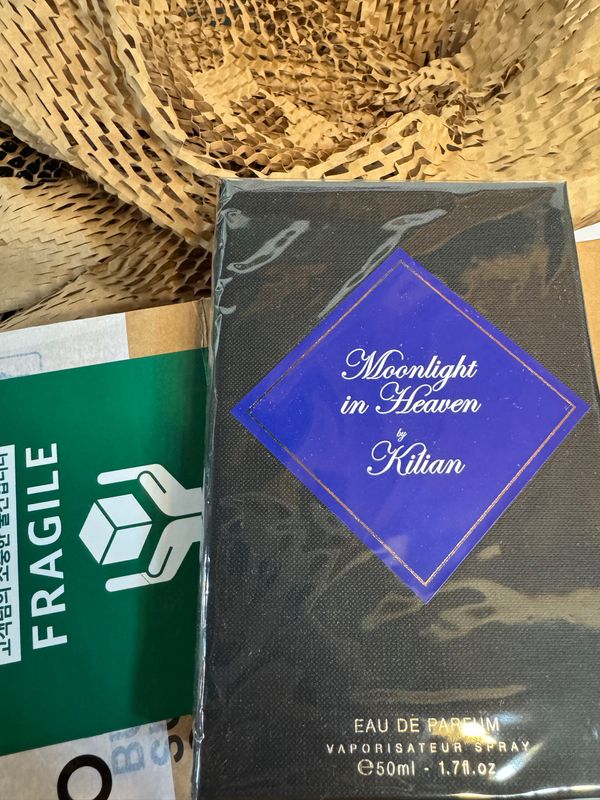 Moonlight
in Heaven
by
Kilian
EAU DE PARFUM
VAPORISATEUR SPRAY
℮50ml - 1.7fl.oz
FRAGILE
고객님의 소중한 물건입니다